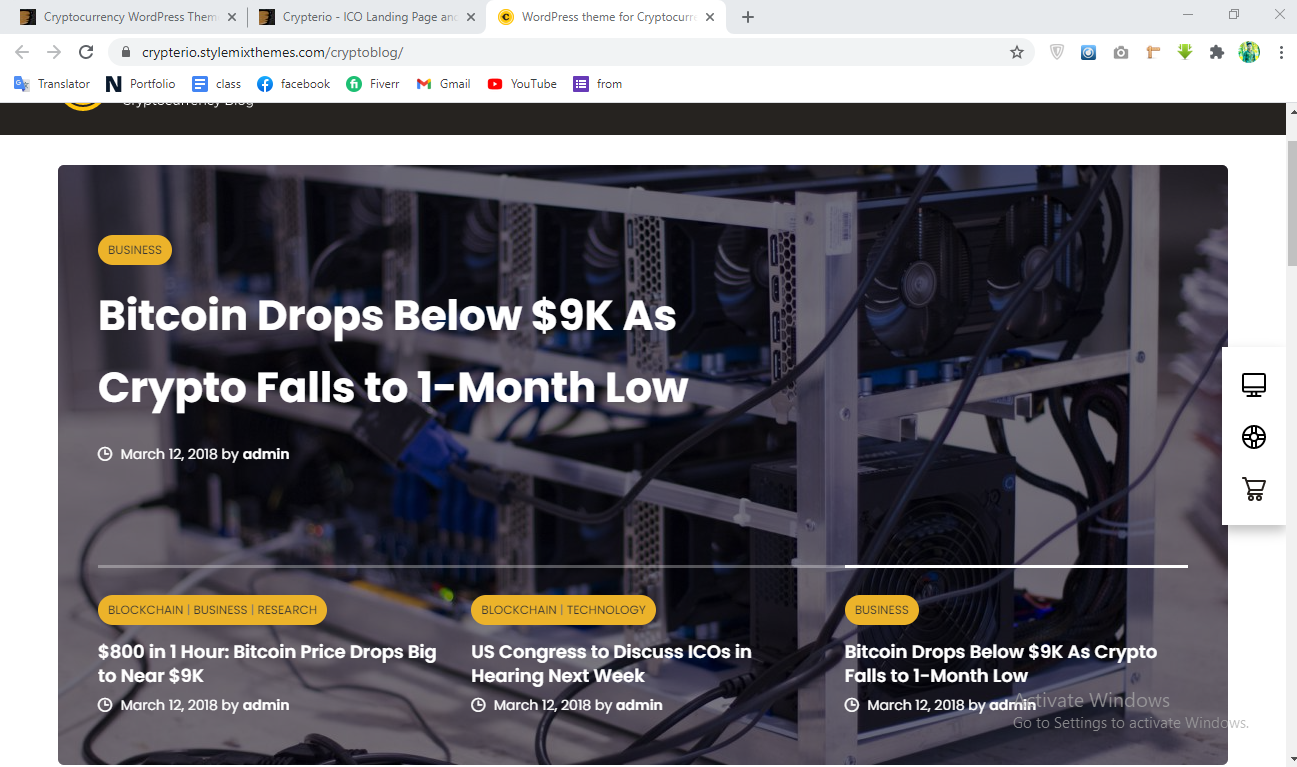 Cryptocurrency WordPress Them
Crypterio - ICO Landing Page and
WordPress theme for Cryptocurre
crypterio.stylemixthemes.com/cryptoblog/
Translator
Portfolio
class
facebook
Fiverr
Gmail
YouTube
from
Cryptocurrency Blog
BUSINESS
Bitcoin Drops Below $9K As
Crypto Falls to 1-Month Low
March 12, 2018 by admin
BLOCKCHAIN | BUSINESS | RESEARCH
$800 in 1 Hour: Bitcoin Price Drops Big
to Near $9K
March 12, 2018 by admin
BLOCKCHAIN | TECHNOLOGY
US Congress to Discuss ICOs in
Hearing Next Week
March 12, 2018 by admin
BUSINESS
Bitcoin Drops Below $9K As Crypto
Falls to 1-Month Low
March 12, 2018 by admin
Activate Windows
Go to Settings to activate Windows.